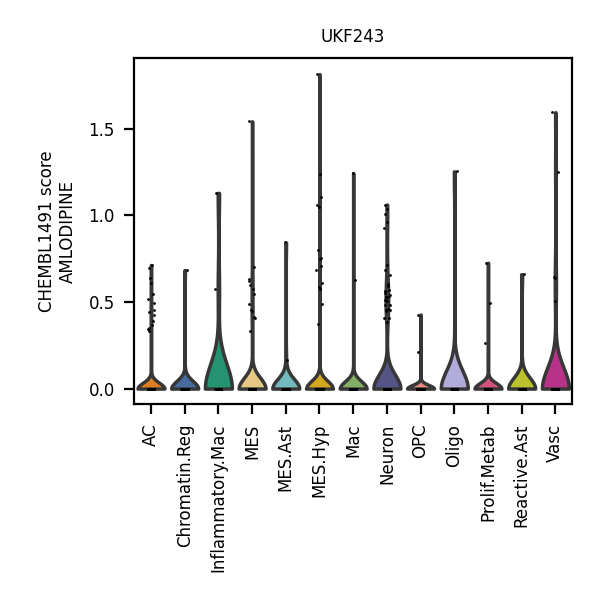 UKF243
CHEMBL1491 score
AMLODIPINE
1.5
1.0
0.5
0.0
AC
Chromatin.Reg
Inflammatory.Mac
MES
MES.Ast
MES.Hyp
Mac
Neuron
OPC
Oligo
Prolif.Metab
Reactive.Ast
Vasc